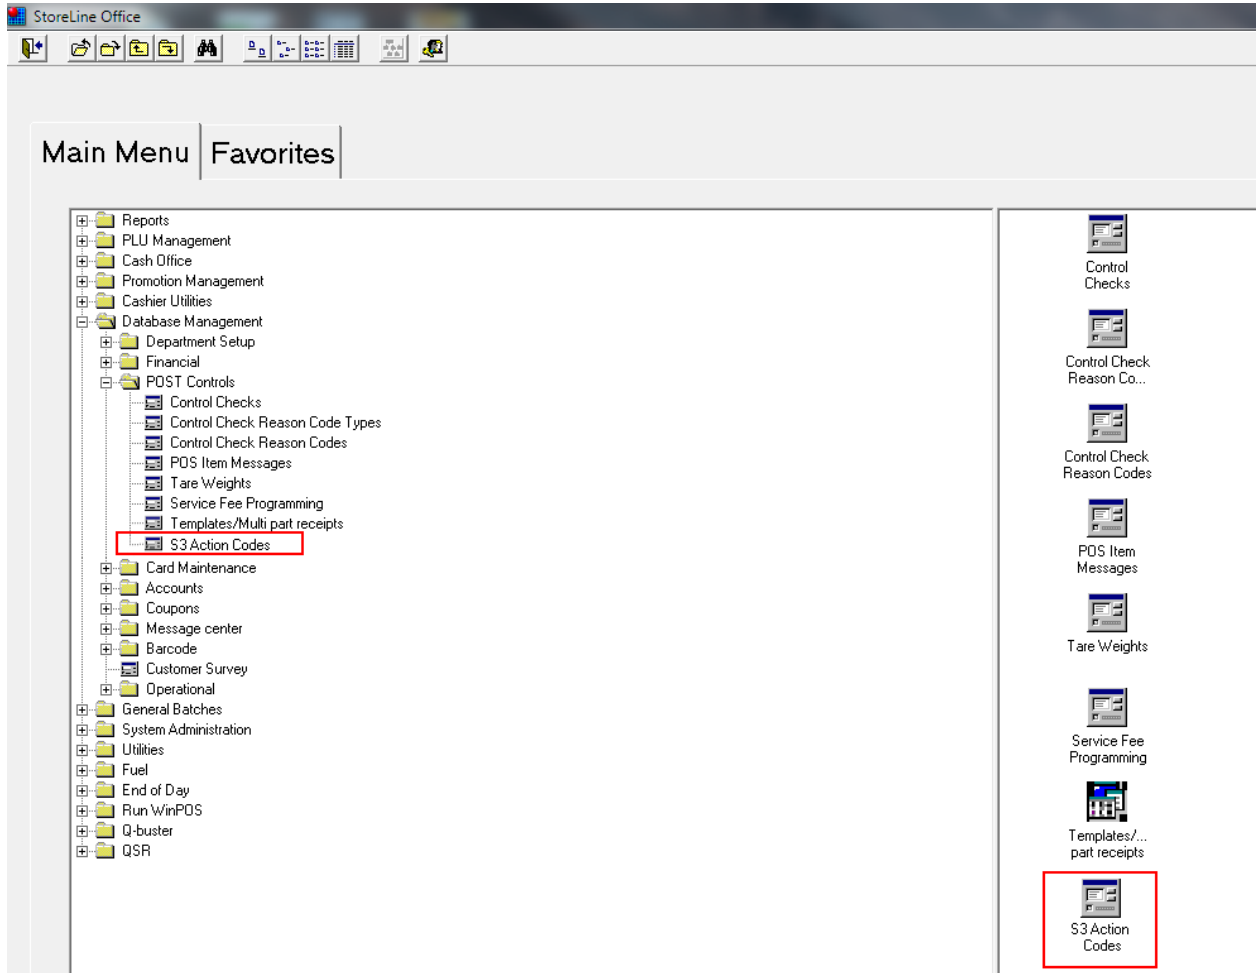 StoreLine Office
Main Menu
Favorites
Reports
PLU Management
Cash Office
Promotion Management
Cashier Utilities
Database Management
Department Setup
Financial
POST Controls
Control Checks
Control Check Reason Code Types
Control Check Reason Codes
POS Item Messages
Tare Weights
Service Fee Programming
Templates/Multi part receipts
S3 Action Codes
Card Maintenance
Accounts
Coupons
Message center
Barcode
Customer Survey
Operational
General Batches
System Administration
Utilities
Fuel
End of Day
Run WinPOS
Q-buster
QSR
Control
Checks
Control Check
Reason Co...
Control Check
Reason Codes
POS Item
Messages
Tare Weights
Service Fee
Programming
Templates/...
part receipts
S3 Action
Codes